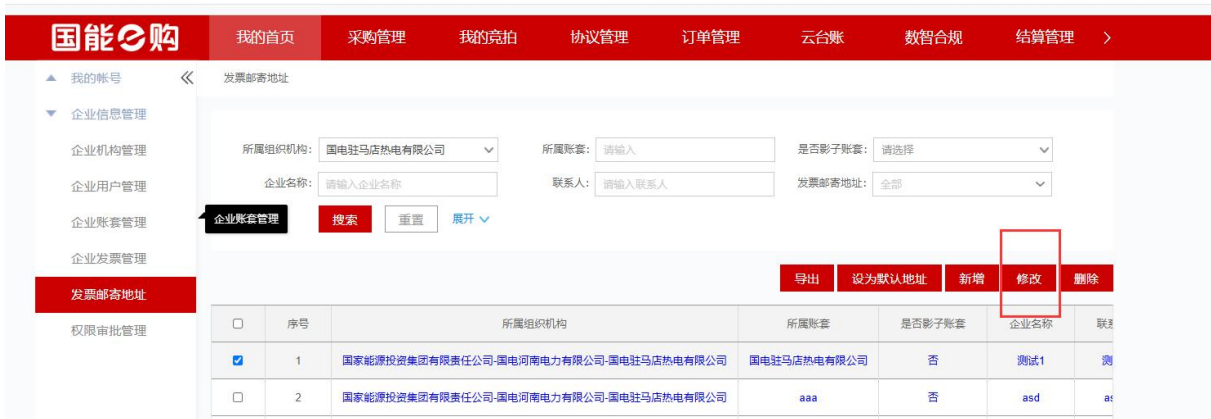 国能e购 我的首页 采购管理 我的竞拍 协议管理 订单管理 云台账 数智合规 结算管理
我的帐号 发票邮寄地址
企业信息管理
企业机构管理 所属组织机构: 国电驻马店热电有限公司 所属账套: 请输入 是否影子账套: 请选择
企业用户管理 企业名称: 请输入企业名称 联系人: 请输入联系人 发票邮寄地址: 全部
企业账套管理 企业账套管理 搜索 重置 展开
企业发票管理
发票邮寄地址 导出 设为默认地址 新增 修改 删除
权限审批管理 序号 所属组织机构 所属账套 是否影子账套 企业名称 联
1 国家能源投资集团有限责任公司-国电河南电力有限公司-国电驻马店热电有限公司 国电驻马店热电有限公司 否 测试1 测
2 国家能源投资集团有限责任公司-国电河南电力有限公司-国电驻马店热电有限公司 aaa 否 asd as